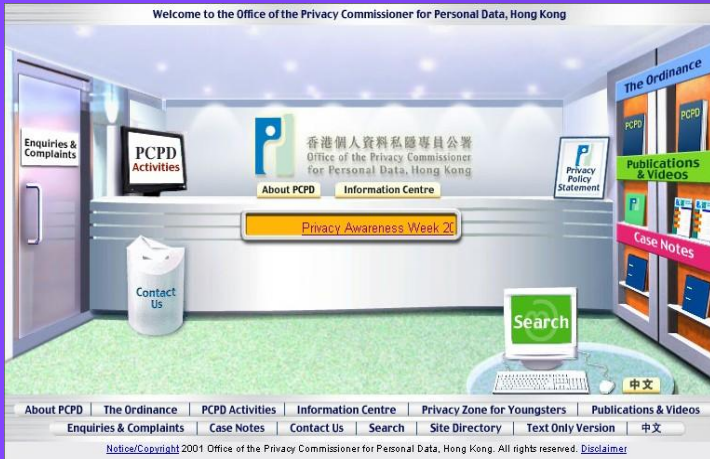 Welcome to the Office of the Privacy Commissioner for Personal Data, Hong Kong
The Ordinance
Enquiries &
Complaints
PCPD
Activities
香港個人資料私隱專員公署
Office of the Privacy Commissioner
for Personal Data, Hong Kong
About PCPD
Information Centre
Privacy
Policy
Statement
PCPD
PCPD
Publications
& Videos
Case Notes
Privacy Awareness Week 20
Contact
Us
Search
中文
About PCPD | The Ordinance | PCPD Activities | Information Centre | Privacy Zone for Youngsters | Publications & Videos
Enquiries & Complaints | Case Notes | Contact Us | Search | Site Directory | Text Only Version | 中文
Notice/Copyright 2001 Office of the Privacy Commissioner for Personal Data, Hong Kong. All rights reserved. Disclaimer